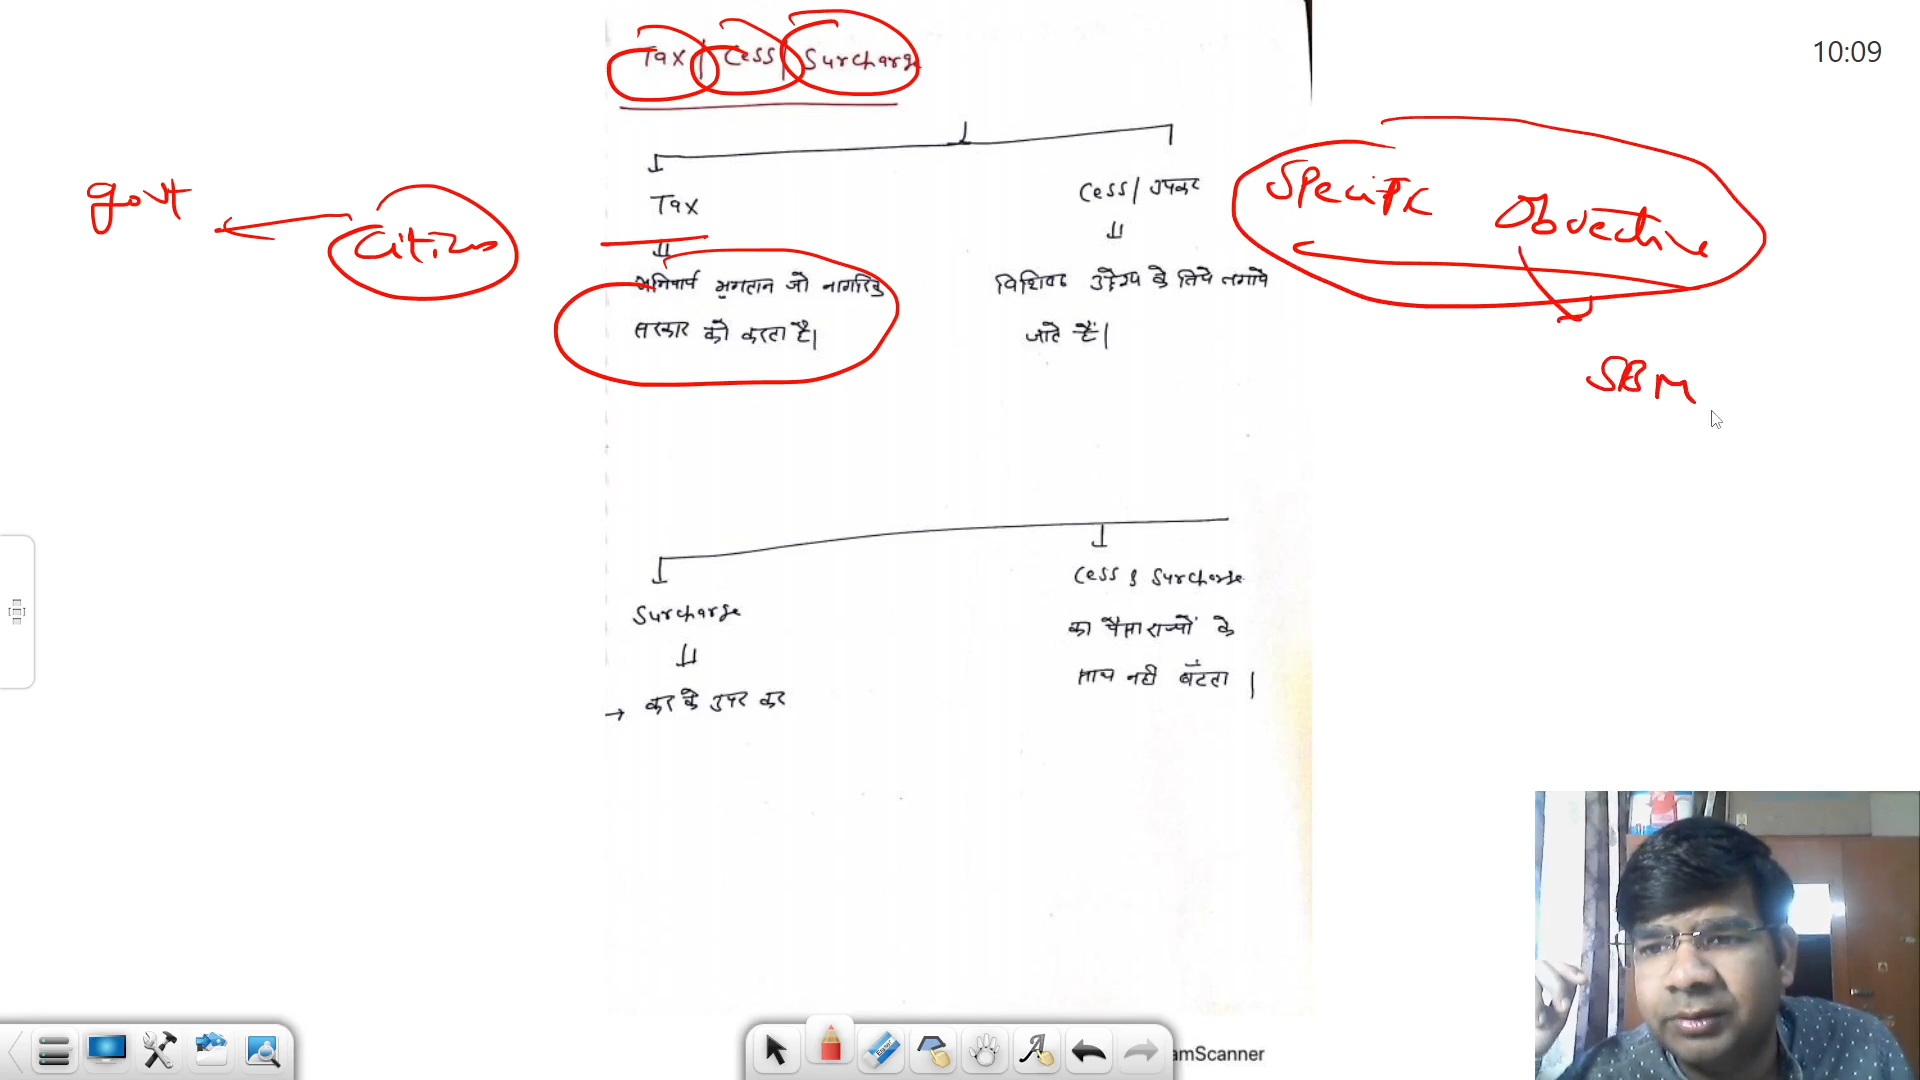 10:09
Tax | Cess | Surcharge
govt
Citizens
Tax
Cess / उपकर
Specific Objective
अनिवार्य भुगतान जो नागरिक
सरकार को करता है।
विशिष्ट उद्देश्य के लिये लगाये
जाते हैं।
SBM
Surcharge
→ कर के उपर कर
Cess & Surcharge
का पैसा राज्यों के
साथ नहीं बँटता।
amScanner